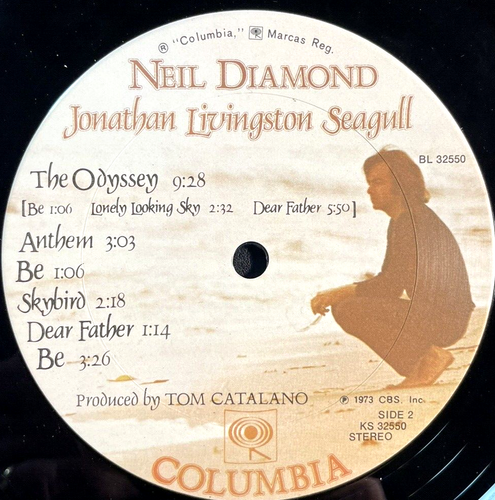 ® "Columbia," Marcas Reg.
NEIL DIAMOND
Jonathan Livingston Seagull
BL 32550
The Odyssey 9:28
[Be 1:06 Lonely Looking Sky 2:32 Dear Father 5:50]
Anthem 3:03
Be 1:06
Skybird 2:18
Dear Father 1:14
Be 3:26
Produced by TOM CATALANO
℗ 1973 CBS. Inc.
SIDE 2
KS 32550
STEREO
COLUMBIA